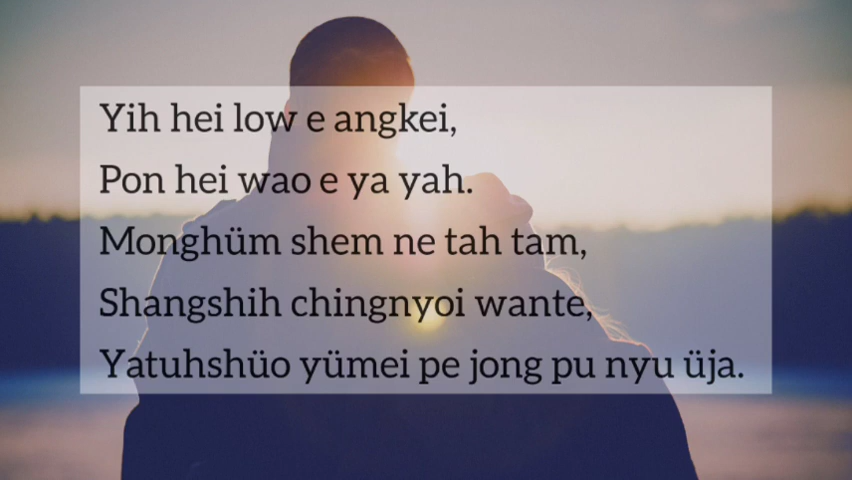 Yih hei low e angkei,
Pon hei wao e ya yah.
Monghüm shem ne tah tam,
Shangshih chingnyoi wante,
Yatuhshüo yümei pe jong pu nyu üja.